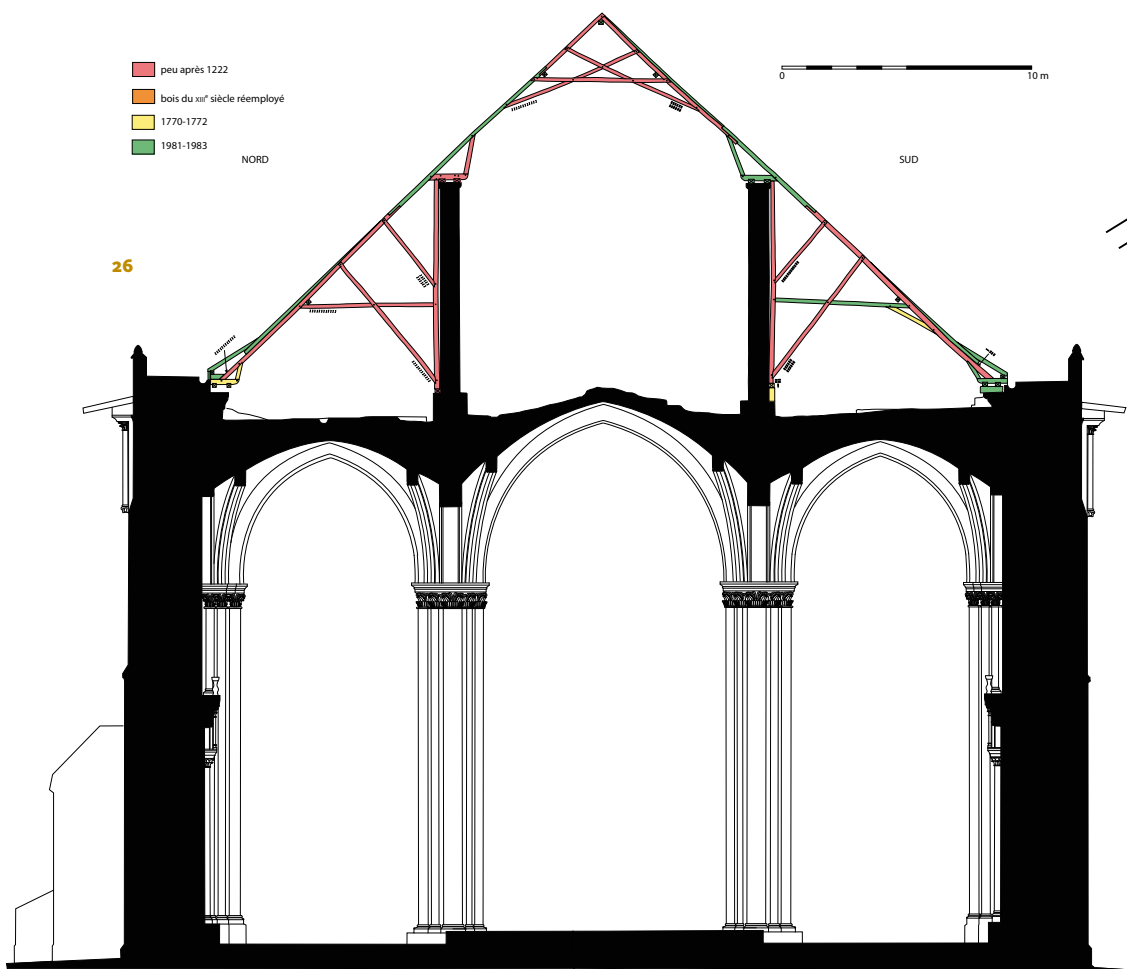 peu après 1222
bois du XIIIe siècle réemployé
1770-1772
1981-1983
NORD
SUD
0
10 m
26